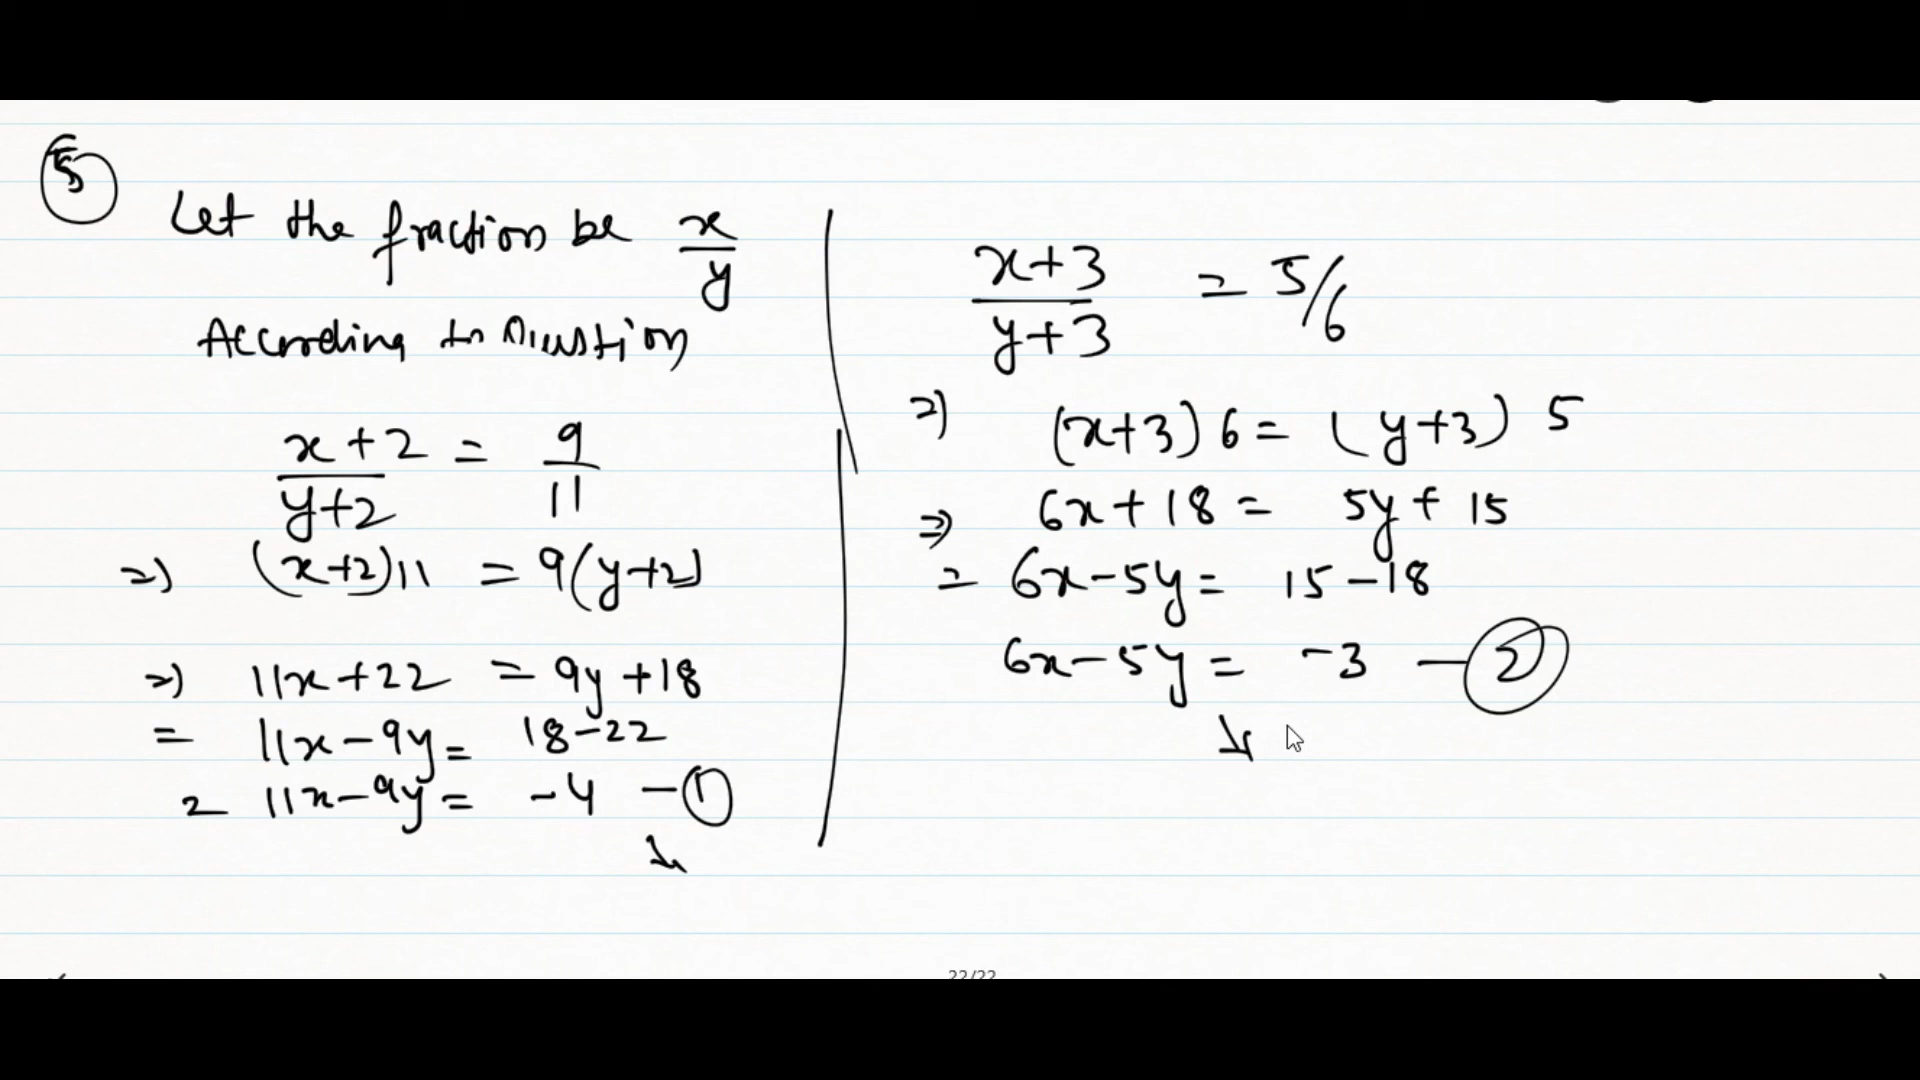 5
Let the fraction be x/y
According to Question
(x+2)/(y+2) = 9/11
=> (x+2)11 = 9(y+2)
=> 11x+22 = 9y+18
= 11x-9y = 18-22
= 11x-9y = -4 -①
(x+3)/(y+3) = 5/6
=> (x+3)6 = (y+3) 5
=> 6x+18 = 5y+15
= 6x-5y = 15-18
6x-5y = -3 -②
22/22